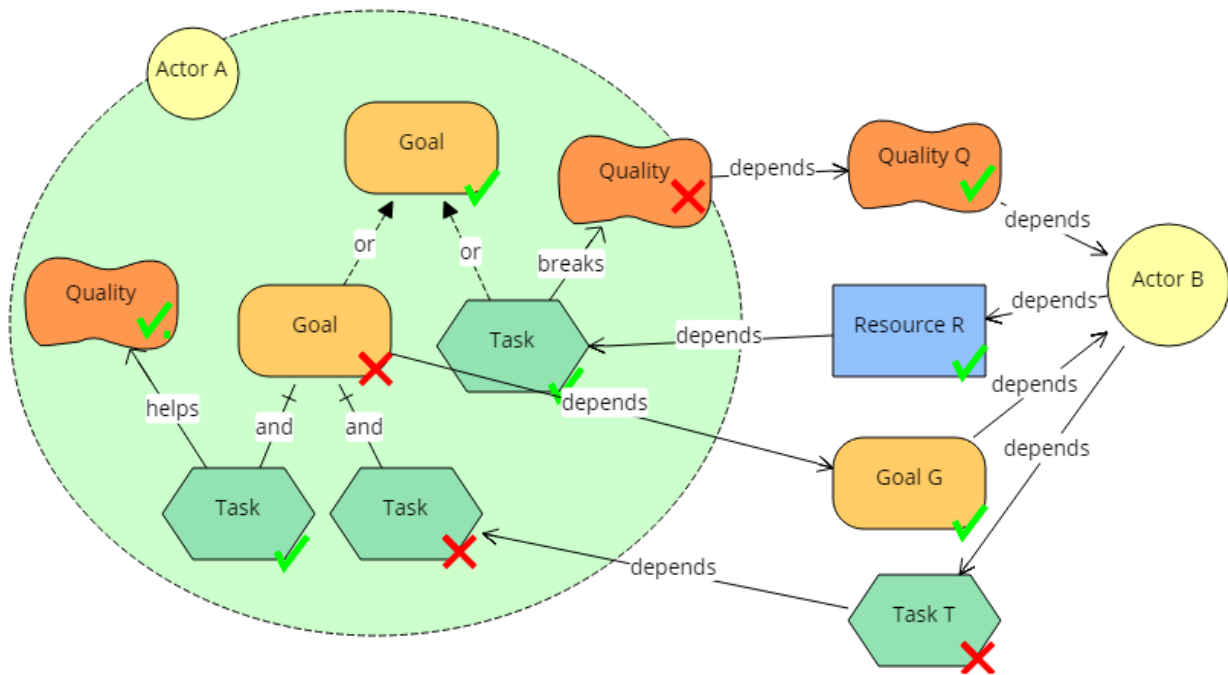 Actor A
Goal
Quality
depends
Quality Q
depends
or
or
breaks
Actor B
Quality
Goal
Task
depends
Resource R
depends
helps
and
and
depends
depends
depends
Goal G
Task
Task
depends
Task T